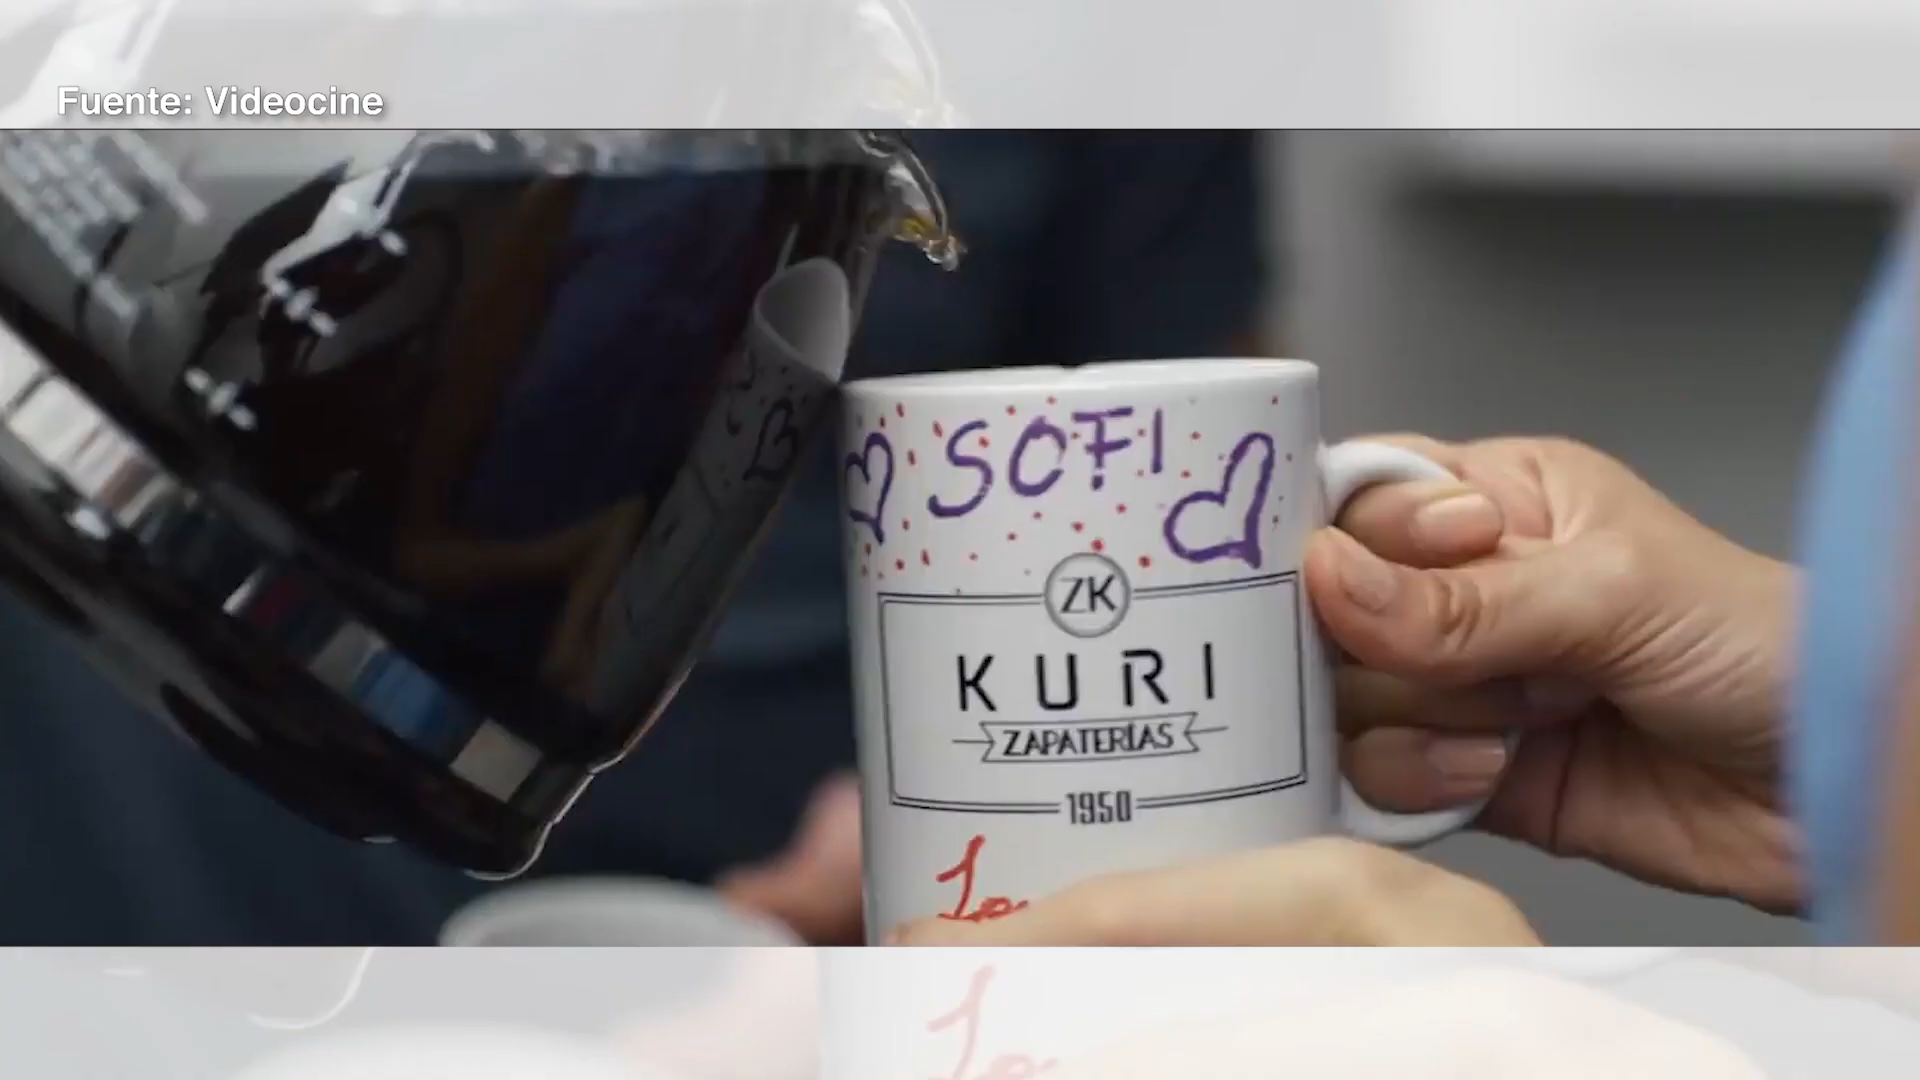 Fuente: Videocine
SOFI
ZK
KURI
ZAPATERÍAS
1950